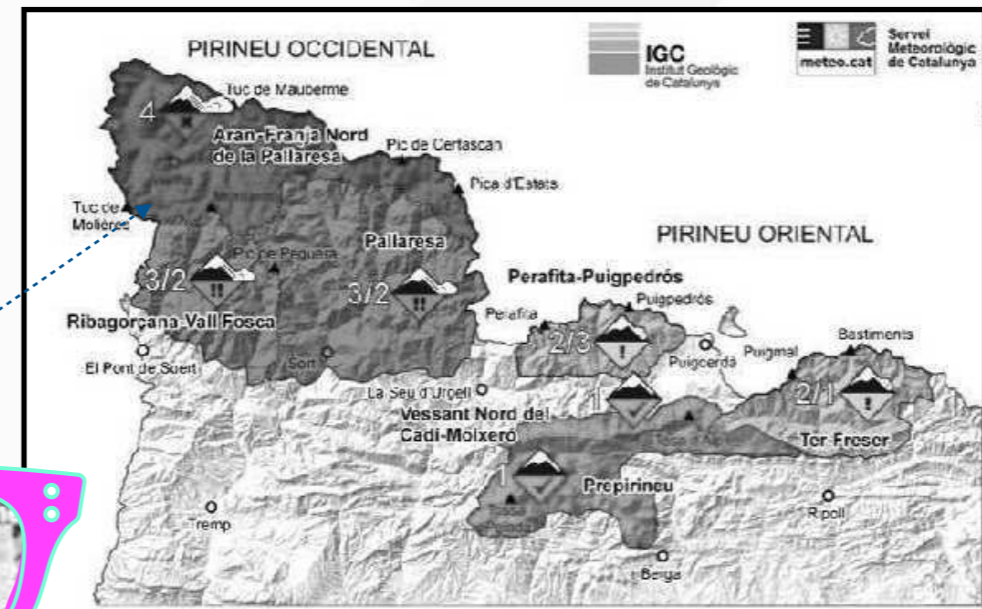 PIRINEU OCCIDENTAL
IGC
Institut Geològic
de Catalunya
meteo.cat
Servei
Meteorològic
de Catalunya
Tuc de Mauberme
4
Aran-Franja Nord
de la Pallaresa
Pic de Certascan
Pica d'Estats
Tuc de
Molières
Pallaresa
PIRINEU ORIENTAL
Pic de Peguera
3/2
3/2
Perafita-Puigpedrós
Puigpedrós
Perafita
Ribagorçana-Vall Fosca
2/3
Bastiments
El Pont de Suert
Sort
Puigcerdà
Puigmal
La Seu d'Urgell
1
2/1
Vessant Nord del
Cadí-Moixeró
Ter-Freser
1
Prepirineu
Tremp
Ripoll
Berga